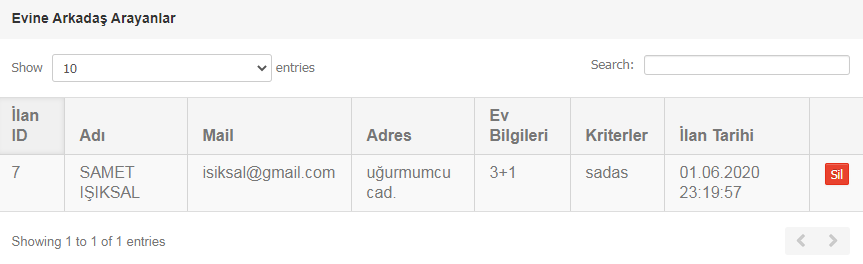 Evine Arkadaş Arayanlar
Show 10 entries Search:
İlan ID Adı Mail Adres Ev Bilgileri Kriterler İlan Tarihi
7 SAMET IŞIKSAL isiksal@gmail.com uğurmumcu cad. 3+1 sadas 01.06.2020 23:19:57 Sil
Showing 1 to 1 of 1 entries